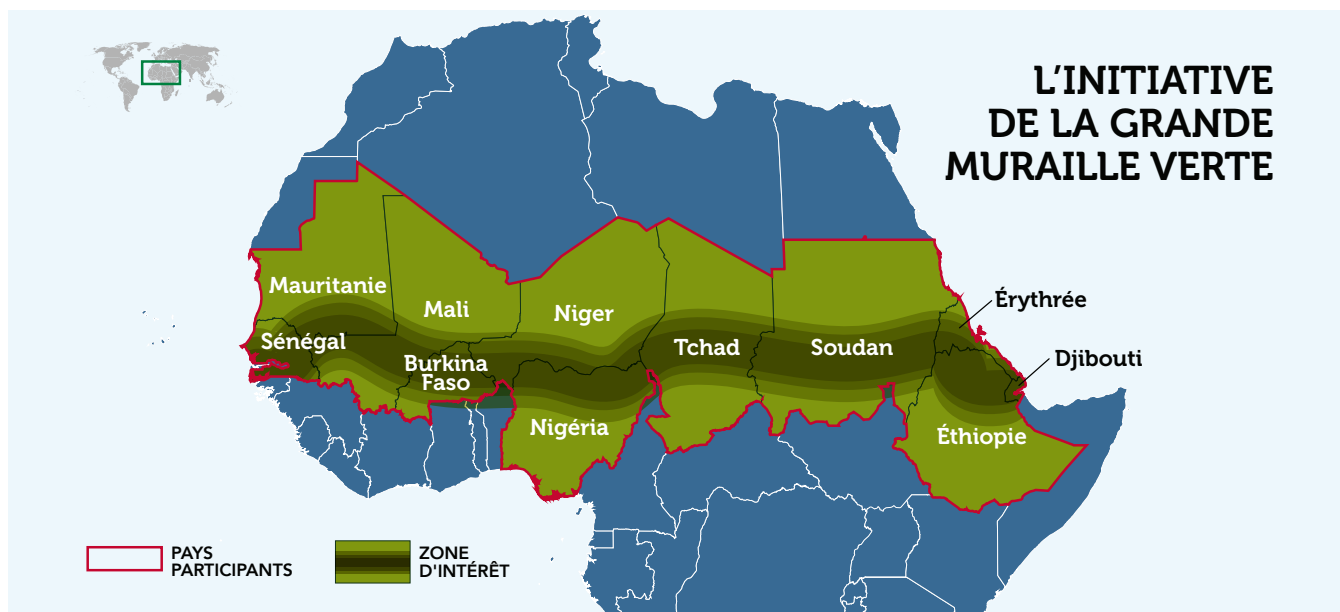 L'INITIATIVE
DE LA GRANDE
MURAILLE VERTE
Mauritanie
Mali
Niger
Érythrée
Sénégal
Tchad
Soudan
Djibouti
Burkina
Faso
Nigéria
Éthiopie
PAYS
PARTICIPANTS
ZONE
D'INTÉRÊT